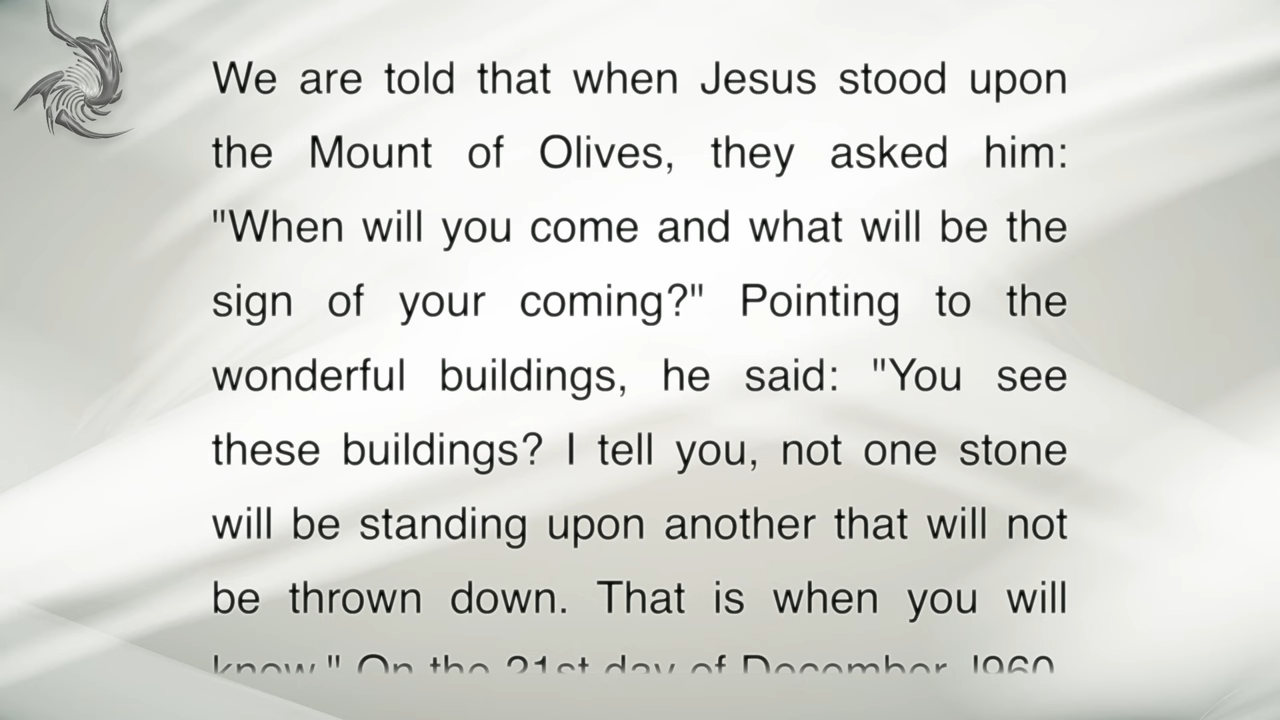 We are told that when Jesus stood upon
the Mount of Olives, they asked him:
"When will you come and what will be the
sign of your coming?" Pointing to the
wonderful buildings, he said: "You see
these buildings? I tell you, not one stone
will be standing upon another that will not
be thrown down. That is when you will
know." On the 21st day of December, 1960,